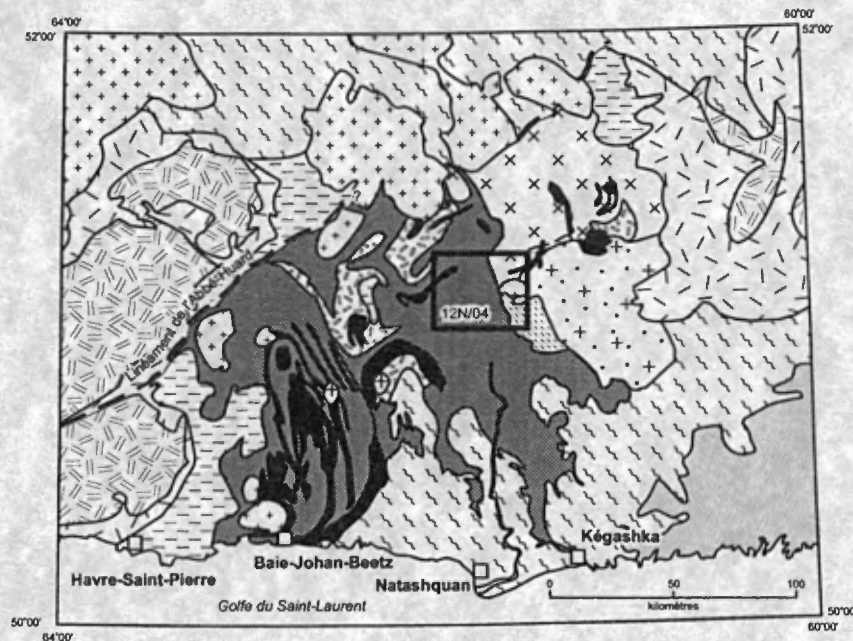 64°00'
60°00'
52°00'
52°00'
?
Linéament de l'Abbé-Huard
12N/04
Kégashka
Baie-Johan-Beetz
Havre-Saint-Pierre
Natashquan
Golfe du Saint-Laurent
0 50 100
kilomètres
50°00'
50°00'
64°00'
60°00'